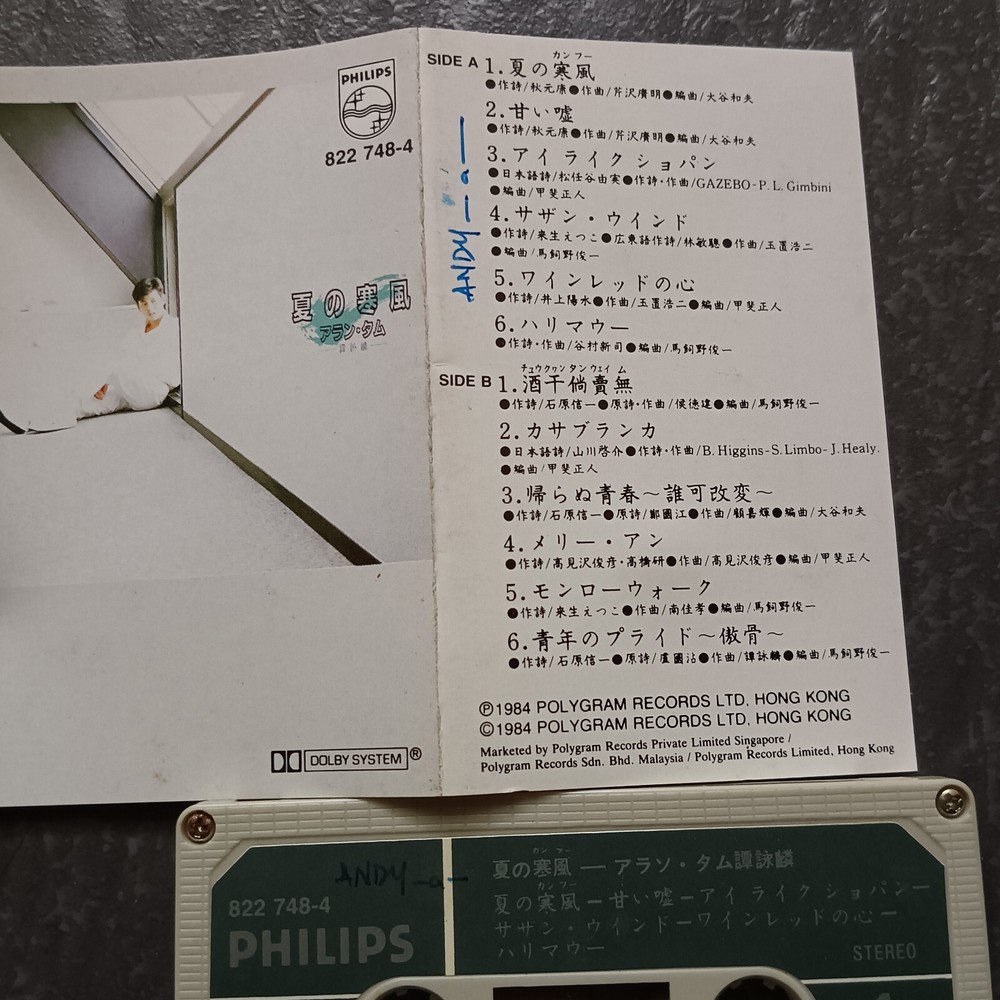 PHILIPS
822 748-4
夏の寒風
アラン・タム
譚詠麟
DOLBY SYSTEM®
ANDY -a-
SIDE A
カンフー
1.夏の寒風
●作詩/秋元康●作曲/芹沢廣明●編曲/大谷和夫
2.甘い嘘
●作詩/秋元康●作曲/芹沢廣明●編曲/大谷和夫
3.アイ ライク ショパン
●日本語詩/松任谷由実●作詩・作曲/GAZEBO-P. L. Gimbini
●編曲/甲斐正人
4.サザン・ウインド
●作詩/来生えつこ●広東語作詩/林敏聰●作曲/玉置浩二
●編曲/馬飼野俊一
5.ワインレッドの心
●作詩/井上陽水●作曲/玉置浩二●編曲/甲斐正人
6.ハリマウー
●作詩・作曲/谷村新司●編曲/馬飼野俊一
SIDE B
チュウクヮンタンウェイ ム
1.酒干倘賣無
●作詩/石原信一●原詩・作曲/侯徳建●編曲/馬飼野俊一
2.カサブランカ
●日本語詩/山川啓介●作詩・作曲/B. Higgins-S. Limbo-J. Healy.
●編曲/甲斐正人
3.帰らぬ青春〜誰可改変〜
●作詩/石原信一●原詩/鄭國江●作曲/顧嘉輝●編曲/大谷和夫
4.メリー・アン
●作詩/高見沢俊彦・高橋研●作曲/高見沢俊彦●編曲/甲斐正人
5.モンローウォーク
●作詩/来生えつこ●作曲/南佳孝●編曲/馬飼野俊一
6.青年のプライド〜傲骨〜
●作詩/石原信一●原詩/盧國沾●作曲/譚詠麟●編曲/馬飼野俊一
Ⓟ1984 POLYGRAM RECORDS LTD, HONG KONG
©1984 POLYGRAM RECORDS LTD, HONG KONG
Marketed by Polygram Records Private Limited Singapore /
Polygram Records Sdn. Bhd. Malaysia / Polygram Records Limited, Hong Kong
ANDY -a-
822 748-4
PHILIPS
カン フー
夏の寒風 — アラソ・タム譚詠麟
カン フー
夏の寒風－甘い嘘－アイ ライク ショパン－
サザン・ウインド－ワインレッドの心－
ハリマウー
STEREO